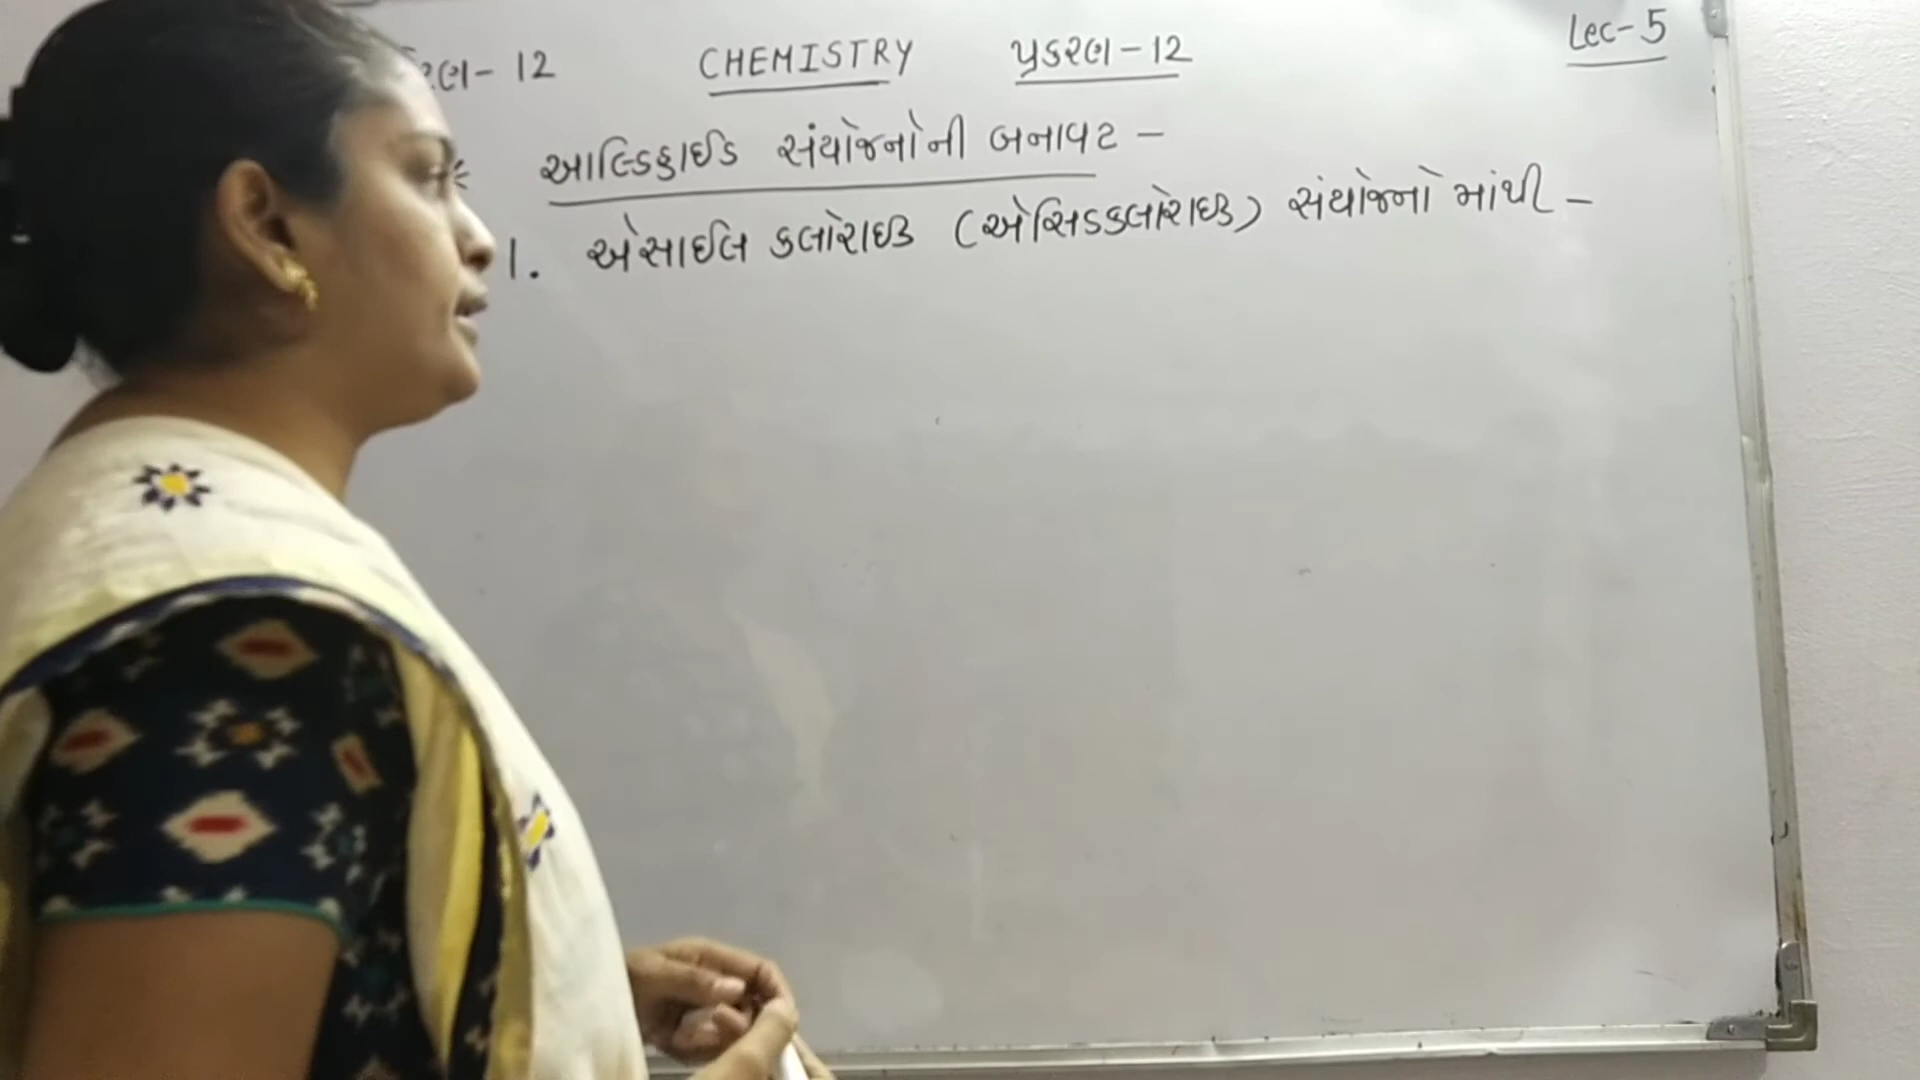 - 12 CHEMISTRY પ્રકરણ - 12 Lec - 5
* આલ્ડિહાઈડ સંયોજનોની બનાવટ -
1. એસાઈલ ક્લોરાઇડ (એસિડક્લોરાઇડ) સંયોજનો માંથી -